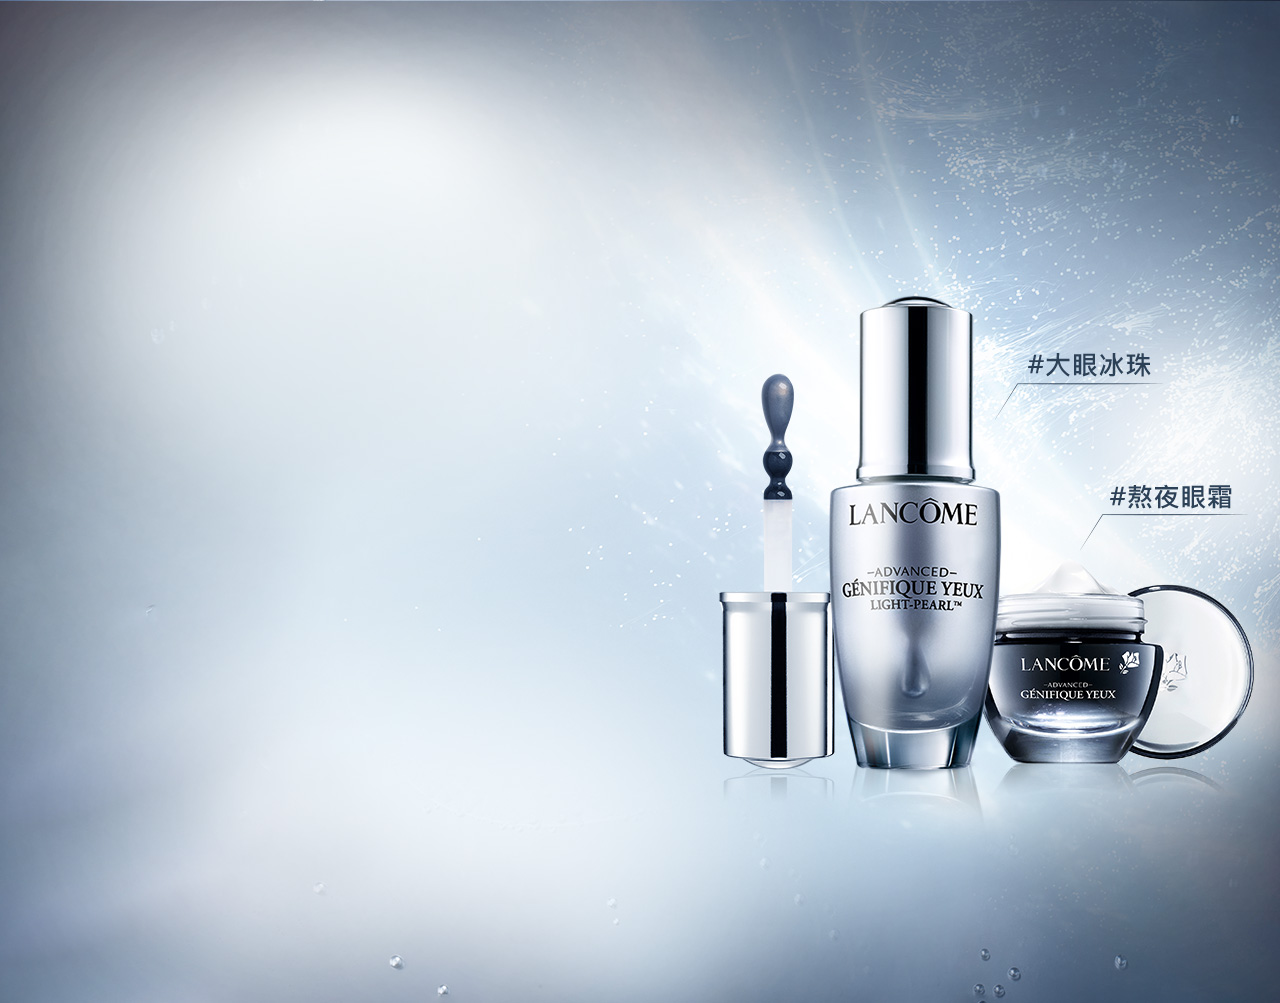 #大眼冰珠
#熬夜眼霜
LANCÔME
–ADVANCED–
GÉNIFIQUE YEUX
LIGHT-PEARL™
LANCÔME
–ADVANCED–
GÉNIFIQUE YEUX